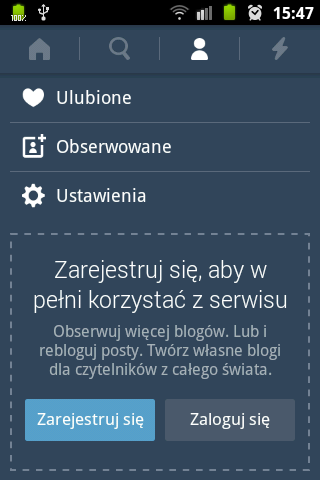 100%
15:47
Ulubione
Obserwowane
Ustawienia
Zarejestruj się, aby w
pełni korzystać z serwisu
Obserwuj więcej blogów. Lub i
rebloguj posty. Twórz własne blogi
dla czytelników z całego świata.
Zarejestruj się
Zaloguj się